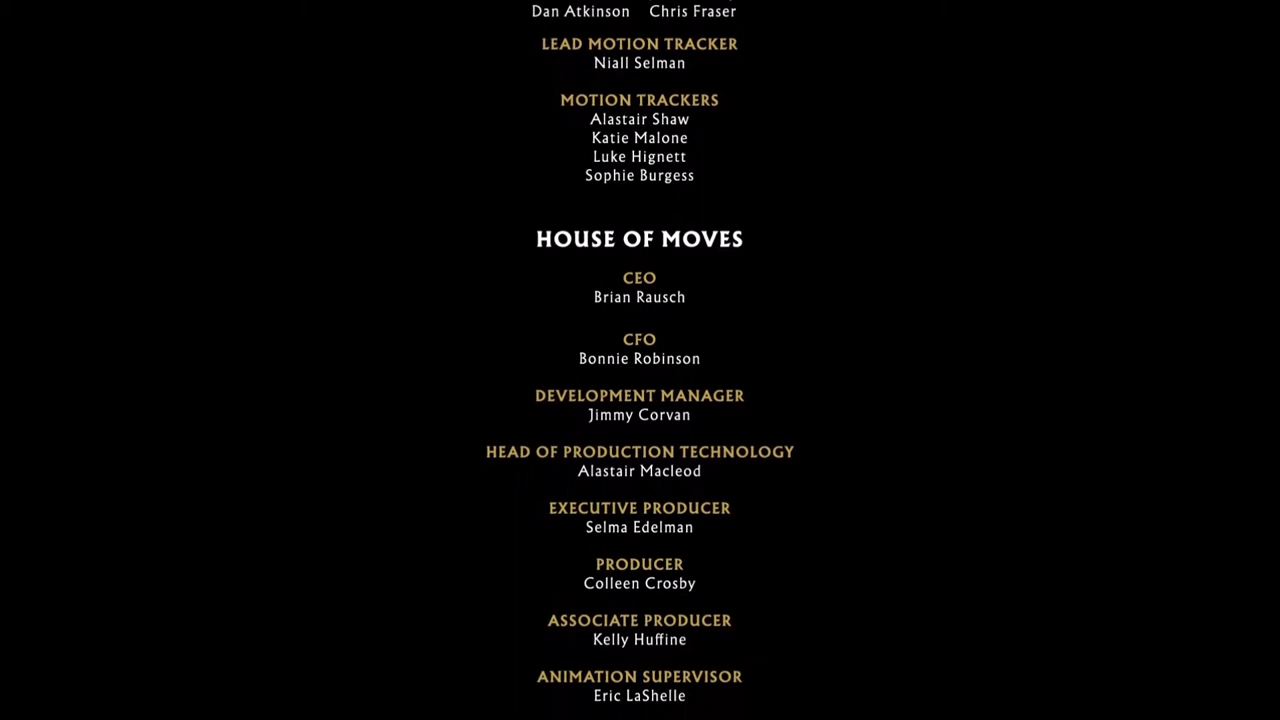 Dan Atkinson Chris Fraser
LEAD MOTION TRACKER
Niall Selman
MOTION TRACKERS
Alastair Shaw
Katie Malone
Luke Hignett
Sophie Burgess
HOUSE OF MOVES
CEO
Brian Rausch
CFO
Bonnie Robinson
DEVELOPMENT MANAGER
Jimmy Corvan
HEAD OF PRODUCTION TECHNOLOGY
Alastair Macleod
EXECUTIVE PRODUCER
Selma Edelman
PRODUCER
Colleen Crosby
ASSOCIATE PRODUCER
Kelly Huffine
ANIMATION SUPERVISOR
Eric LaShelle